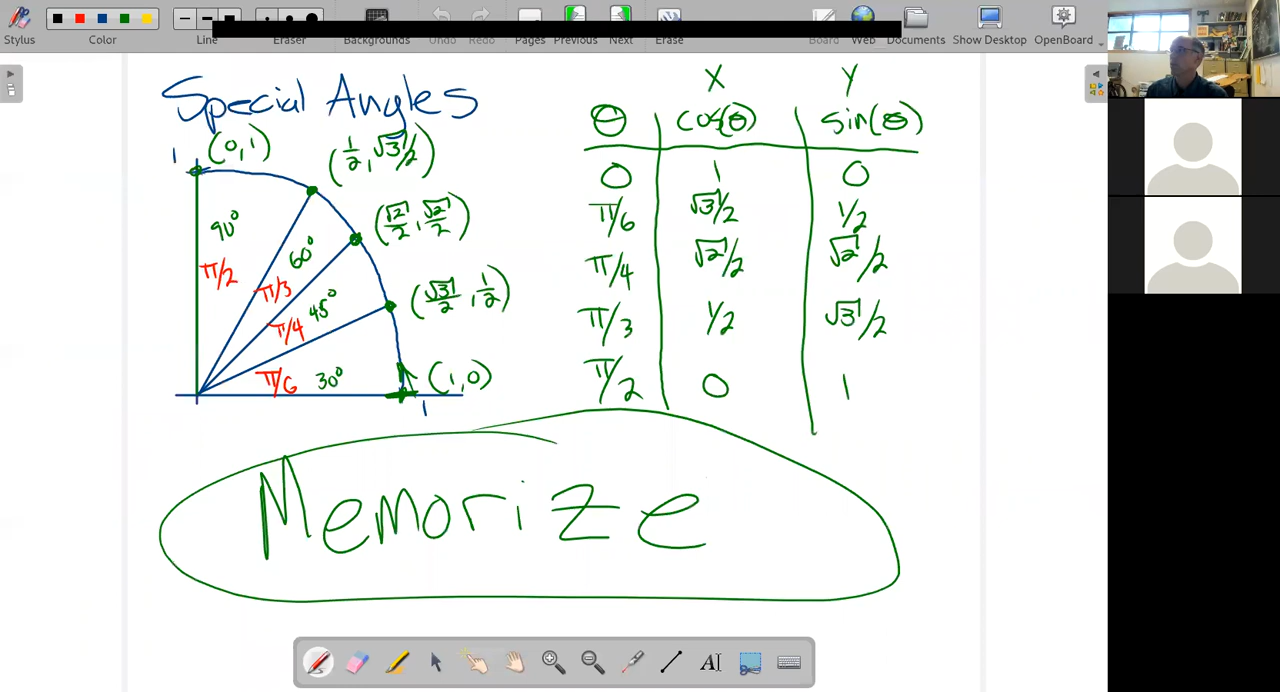 Stylus Color Line Eraser Backgrounds Undo Redo Pages Previous Next Erase Board Web Documents Show Desktop OpenBoard
Special Angles
1 (0,1)
(1/2, √3/2)
(√2/2, √2/2)
(√3/2, 1/2)
(1,0)
1
90° π/2
60° π/3
45° π/4
π/6 30°
X Y
θ cos(θ) sin(θ)
0 1 0
π/6 √3/2 1/2
π/4 √2/2 √2/2
π/3 1/2 √3/2
π/2 0 1
Memorize